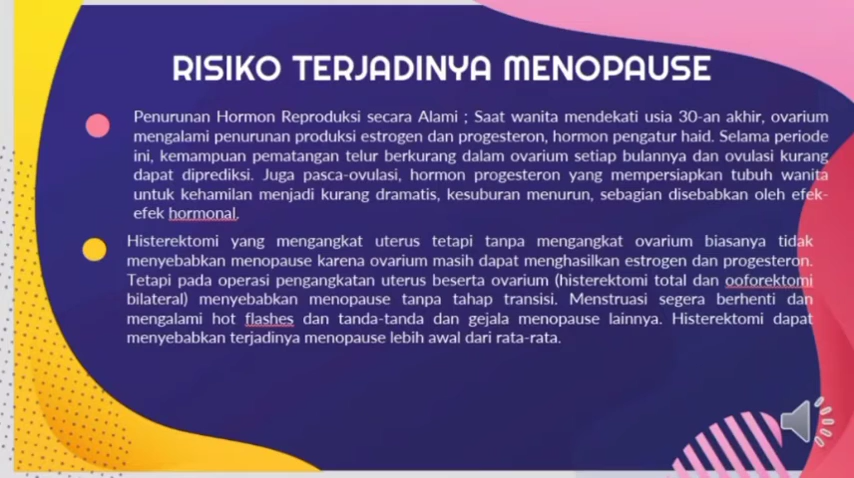 RISIKO TERJADINYA MENOPAUSE
Penurunan Hormon Reproduksi secara Alami ; Saat wanita mendekati usia 30-an akhir, ovarium
mengalami penurunan produksi estrogen dan progesteron, hormon pengatur haid. Selama periode
ini, kemampuan pematangan telur berkurang dalam ovarium setiap bulannya dan ovulasi kurang
dapat diprediksi. Juga pasca-ovulasi, hormon progesteron yang mempersiapkan tubuh wanita
untuk kehamilan menjadi kurang dramatis, kesuburan menurun, sebagian disebabkan oleh efek-
efek hormonal.
Histerektomi yang mengangkat uterus tetapi tanpa mengangkat ovarium biasanya tidak
menyebabkan menopause karena ovarium masih dapat menghasilkan estrogen dan progesteron.
Tetapi pada operasi pengangkatan uterus beserta ovarium (histerektomi total dan ooforektomi
bilateral) menyebabkan menopause tanpa tahap transisi. Menstruasi segera berhenti dan
mengalami hot flashes dan tanda-tanda dan gejala menopause lainnya. Histerektomi dapat
menyebabkan terjadinya menopause lebih awal dari rata-rata.